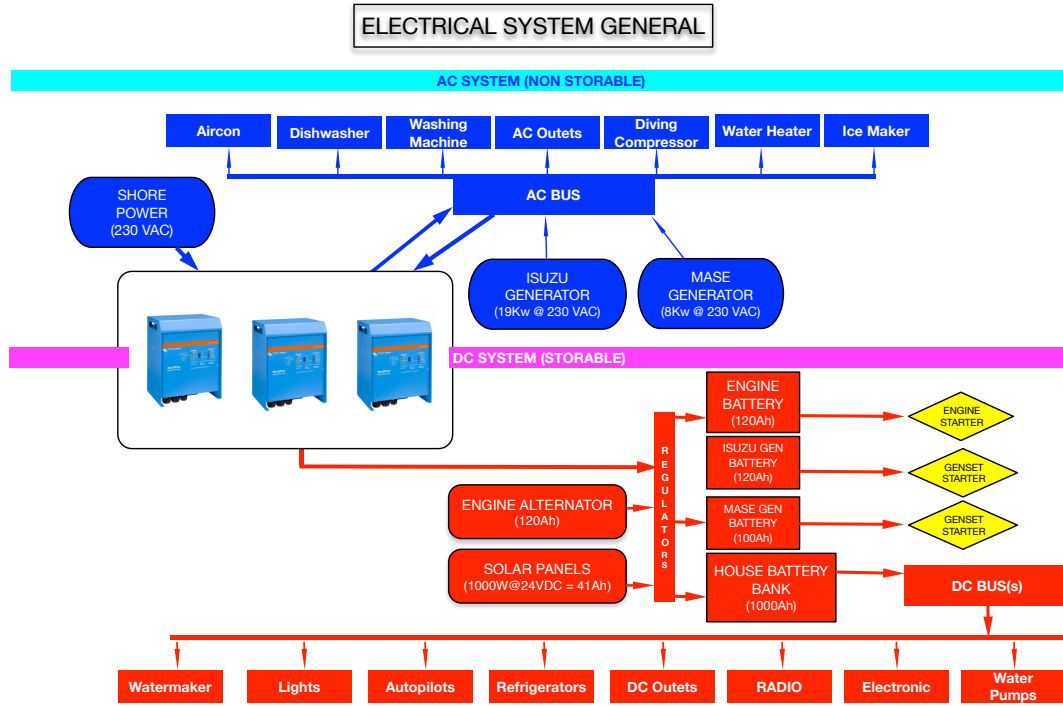 ELECTRICAL SYSTEM GENERAL
AC SYSTEM (NON STORABLE)
Aircon
Dishwasher
Washing
Machine
AC Outets
Diving
Compressor
Water Heater
Ice Maker
SHORE
POWER
(230 VAC)
AC BUS
ISUZU
GENERATOR
(19Kw @ 230 VAC)
MASE
GENERATOR
(8Kw @ 230 VAC)
DC SYSTEM (STORABLE)
REGULATORS
ENGINE
BATTERY
(120Ah)
ENGINE
STARTER
ISUZU GEN
BATTERY
(120Ah)
GENSET
STARTER
ENGINE ALTERNATOR
(120Ah)
MASE GEN
BATTERY
(100Ah)
GENSET
STARTER
SOLAR PANELS
(1000W@24VDC = 41Ah)
HOUSE BATTERY
BANK
(1000Ah)
DC BUS(s)
Watermaker
Lights
Autopilots
Refrigerators
DC Outets
RADIO
Electronic
Water
Pumps